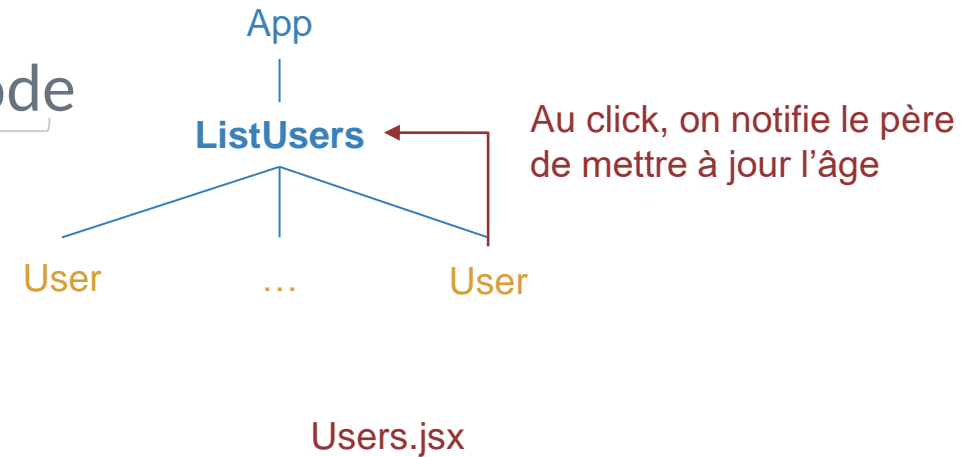 App
ode
ListUsers
Au click, on notifie le père
de mettre à jour l’âge
User
…
User
Users.jsx